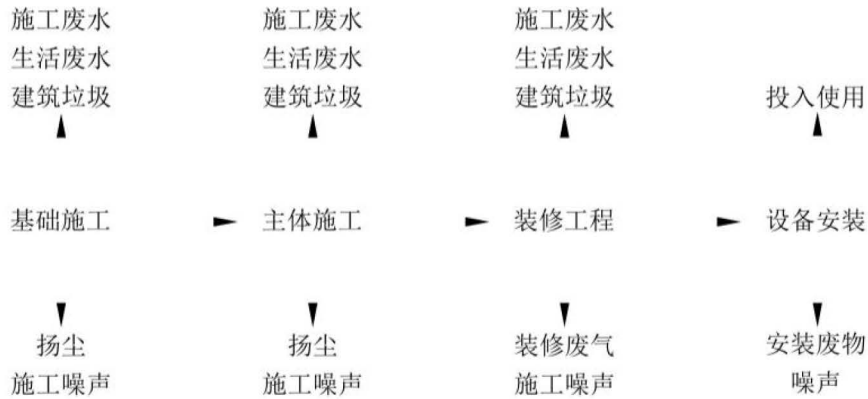 施工废水 施工废水 施工废水
生活废水 生活废水 生活废水
建筑垃圾 建筑垃圾 建筑垃圾 投入使用
基础施工 主体施工 装修工程 设备安装
扬尘 扬尘 装修废气 安装废物
施工噪声 施工噪声 施工噪声 噪声